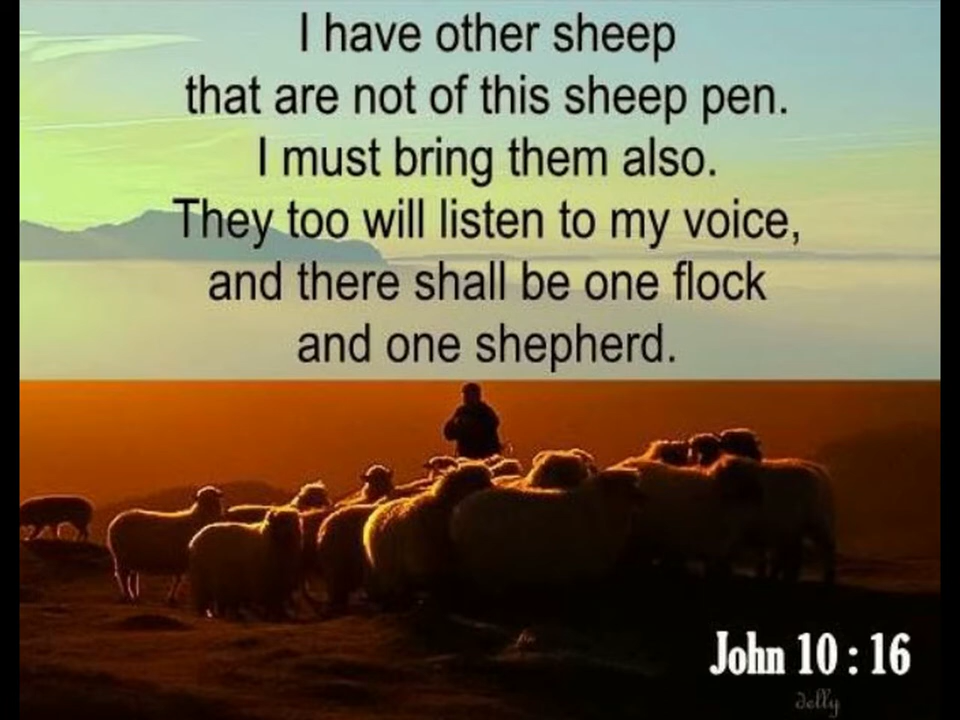 I have other sheep
that are not of this sheep pen.
I must bring them also.
They too will listen to my voice,
and there shall be one flock
and one shepherd.
John 10 : 16
delly